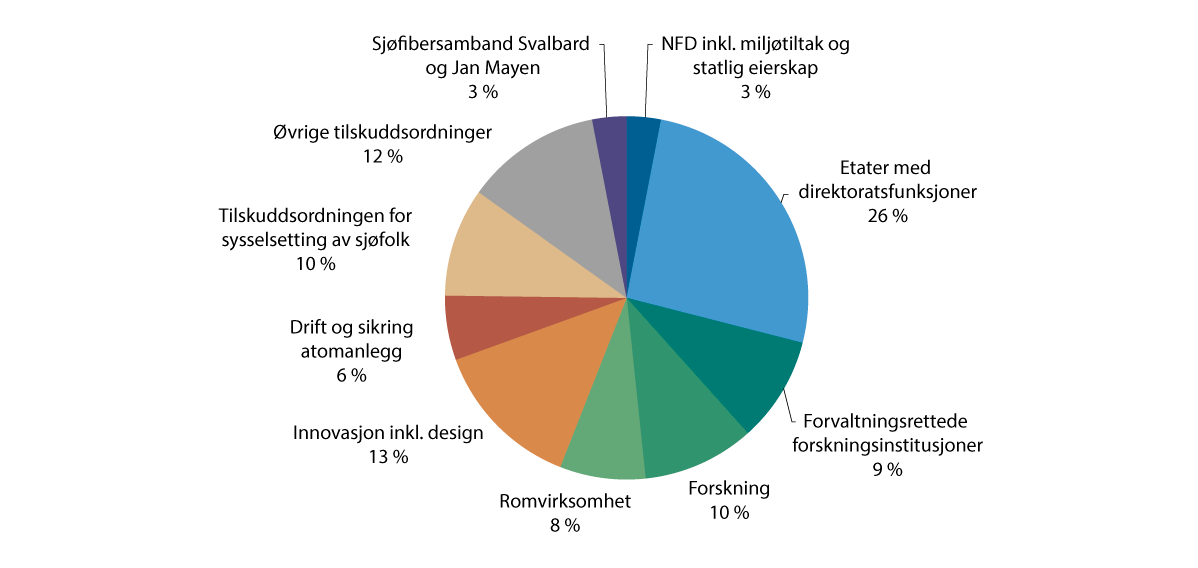 Sjøfibersamband Svalbard
og Jan Mayen
3 %
NFD inkl. miljøtiltak og
statlig eierskap
3 %
Etater med
direktoratsfunksjoner
26 %
Forvaltningsrettede
forskningsinstitusjoner
9 %
Forskning
10 %
Romvirksomhet
8 %
Innovasjon inkl. design
13 %
Drift og sikring
atomanlegg
6 %
Tilskuddsordningen for
sysselsetting av sjøfolk
10 %
Øvrige tilskuddsordninger
12 %